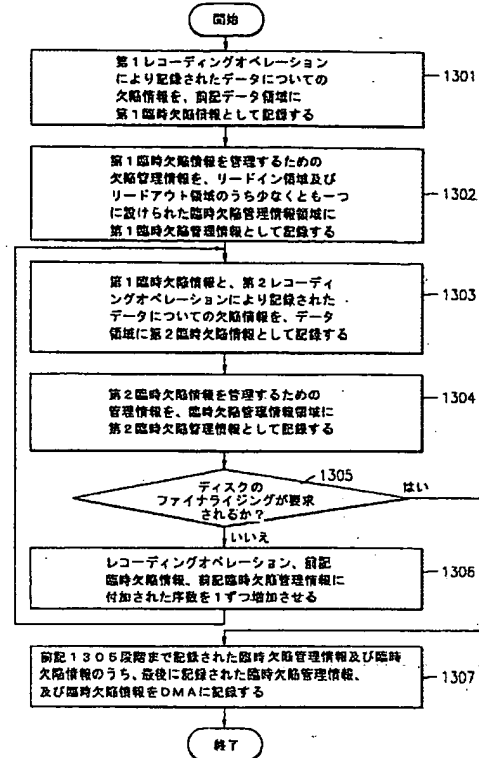 開始
第1レコーディングオペレーション
により記録されたデータについての
欠陥情報を、前記データ領域に
第1臨時欠陥情報として記録する
1301
第1臨時欠陥情報を管理するための
欠陥管理情報を、リードイン領域及び
リードアウト領域のうち少なくとも一つ
に設けられた臨時欠陥管理情報領域に
第1臨時欠陥管理情報として記録する
1302
第1臨時欠陥情報と、第2レコーディ
ングオペレーションにより記録された
データについての欠陥情報を、データ
領域に第2臨時欠陥情報として記録する
1303
第2臨時欠陥情報を管理するための
管理情報を、臨時欠陥管理情報領域に
第2臨時欠陥管理情報として記録する
1304
1305
ディスクの
ファイナライジングが要求
されるか?
はい
いいえ
レコーディングオペレーション、前記
臨時欠陥情報、前記臨時欠陥管理情報に
付加された序数を1ずつ増加させる
1306
前記1305段階まで記録された臨時欠陥管理情報及び臨時
欠陥情報のうち、最後に記録された臨時欠陥管理情報、
及び臨時欠陥情報をDMAに記録する
1307
終了